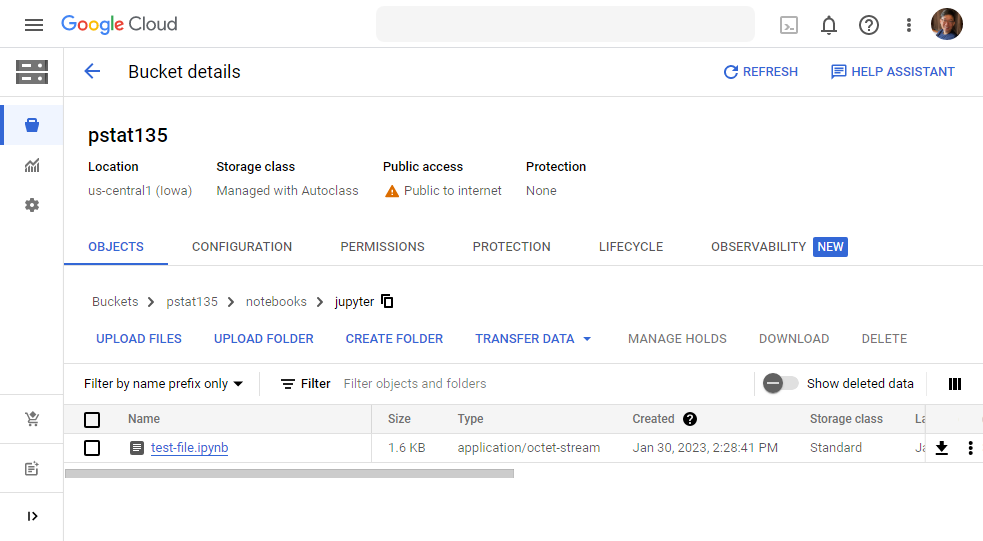 Google Cloud
Bucket details
REFRESH
HELP ASSISTANT
pstat135
Location Storage class Public access Protection
us-central1 (Iowa) Managed with Autoclass Public to internet None
OBJECTS CONFIGURATION PERMISSIONS PROTECTION LIFECYCLE OBSERVABILITY NEW
Buckets pstat135 notebooks jupyter
UPLOAD FILES UPLOAD FOLDER CREATE FOLDER TRANSFER DATA MANAGE HOLDS DOWNLOAD DELETE
Filter by name prefix only Filter Filter objects and folders Show deleted data
Name Size Type Created Storage class
test-file.ipynb 1.6 KB application/octet-stream Jan 30, 2023, 2:28:41 PM Standard